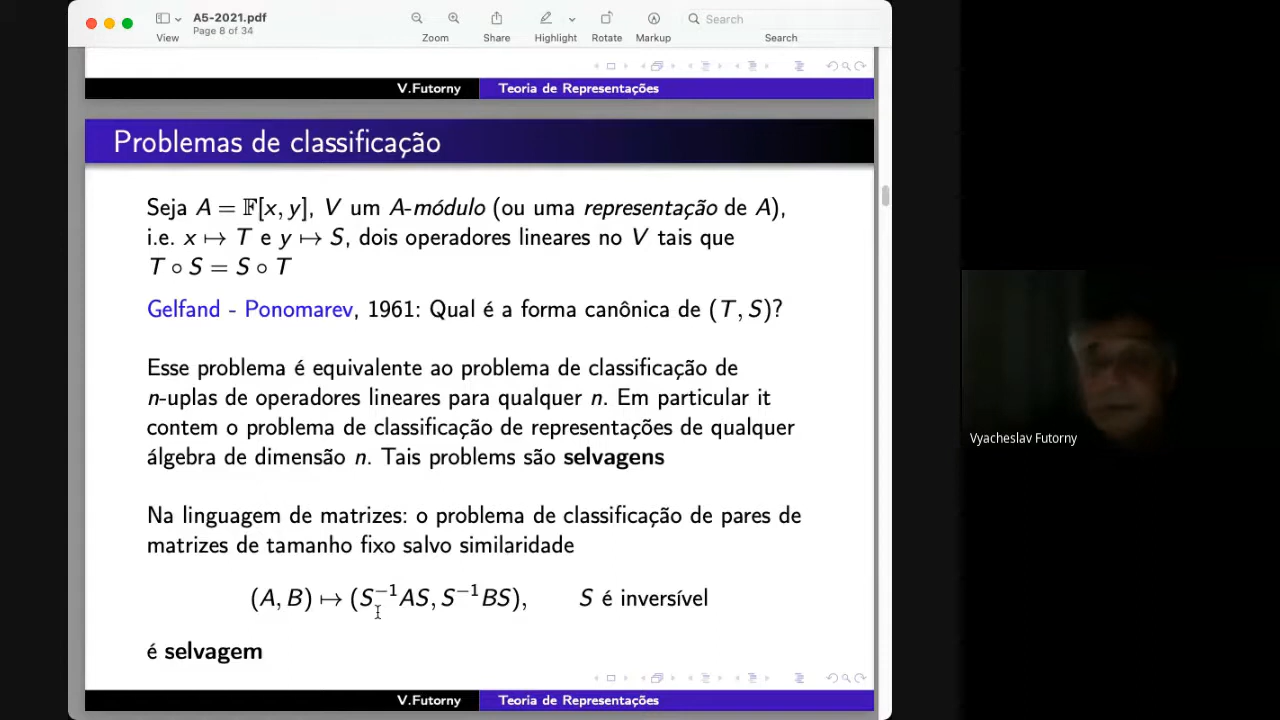 A5-2021.pdf
Page 8 of 34
View
Zoom
Share
Highlight
Rotate
Markup
Search
Search
V.Futorny Teoria de Representações
Problemas de classificação
Seja A = 𝔽[x, y], V um A-módulo (ou uma representação de A),
i.e. x ↦ T e y ↦ S, dois operadores lineares no V tais que
T ∘ S = S ∘ T
Gelfand - Ponomarev, 1961: Qual é a forma canônica de (T, S)?
Esse problema é equivalente ao problema de classificação de
n-uplas de operadores lineares para qualquer n. Em particular it
contem o problema de classificação de representações de qualquer
álgebra de dimensão n. Tais problems são selvagens
Na linguagem de matrizes: o problema de classificação de pares de
matrizes de tamanho fixo salvo similaridade
(A, B) ↦ (S⁻¹AS, S⁻¹BS), S é inversível
é selvagem
V.Futorny Teoria de Representações
Vyacheslav Futorny